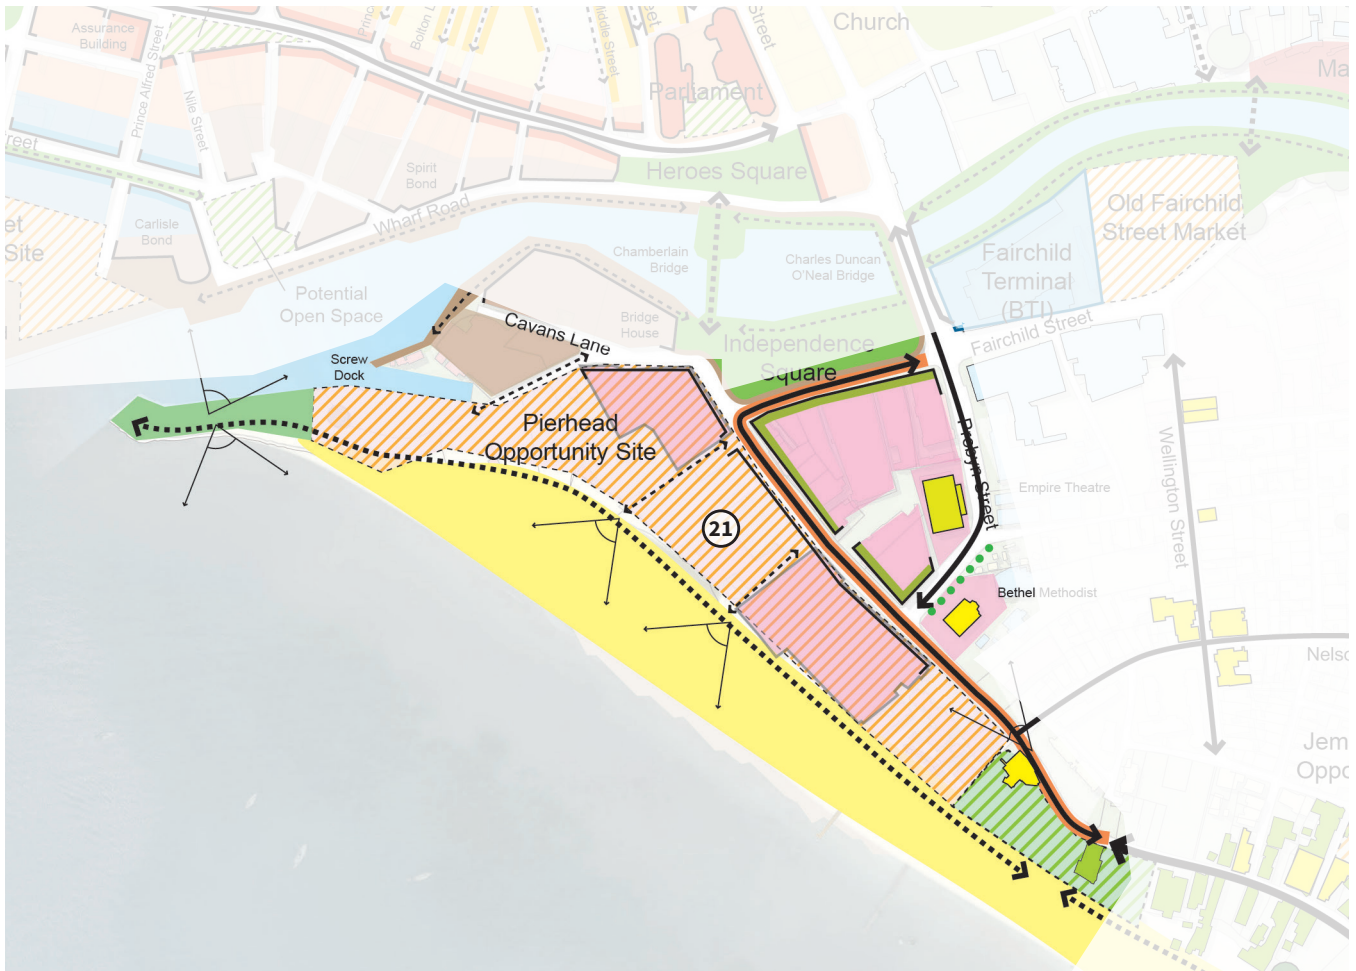 Church
Assurance
Building
Prince Alfred Street
Nile Street
Bolton L
Middle Street
Street
Parliament
Ma
Heroes Square
Spirit
Bond
Wharf Road
Carlisle
Bond
et
Site
reet
Potential
Open Space
Chamberlain
Bridge
Charles Duncan
O'Neal Bridge
Old Fairchild
Street Market
Fairchild
Terminal
(BTI)
Fairchild Street
Cavans Lane
Bridge
House
Independence
Square
Screw
Dock
Pierhead
Opportunity Site
21
Probyn Street
Empire Theatre
Wellington Street
Bethel Methodist
Nelso
Jem
Oppo